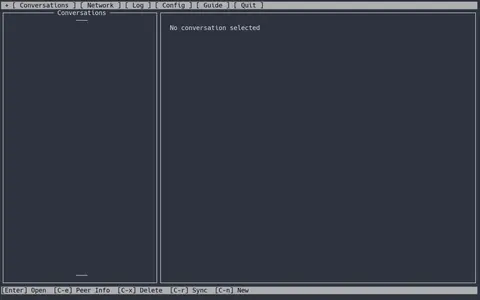 [ Conversations ] [ Network ] [ Log ] [ Config ] [ Guide ] [ Quit ]
Conversations
No conversation selected
[Enter] Open [C-e] Peer Info [C-x] Delete [C-r] Sync [C-n] New